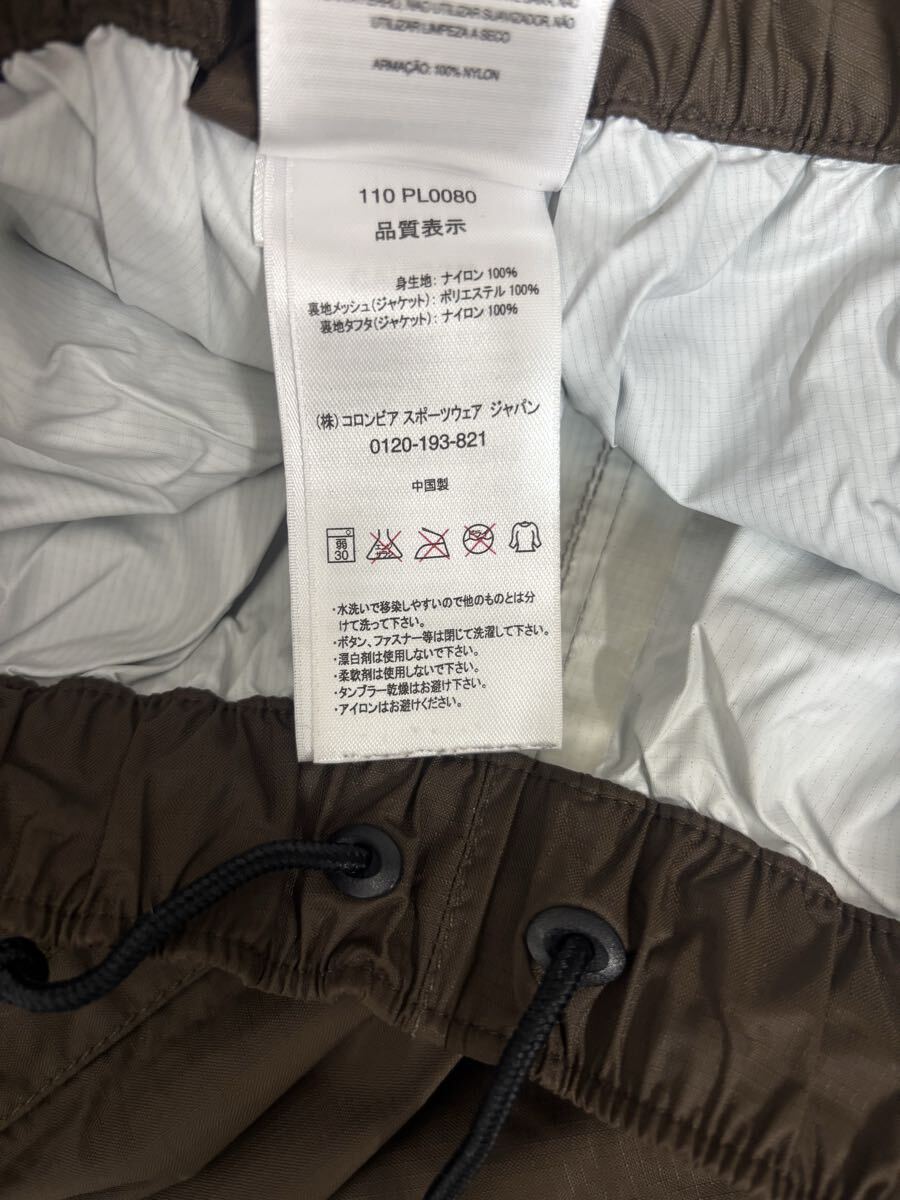 UTILIZAR SUAVIZADOR, NÃO
UTILIZAR LIMPEZA A SECO
ARMAÇÃO: 100% NYLON
110 PL0080
品質表示
身生地: ナイロン 100%
裏地メッシュ(ジャケット): ポリエステル 100%
裏地タフタ(ジャケット): ナイロン 100%
(株) コロンビア スポーツウェア ジャパン
0120-193-821
中国製
弱
30
・水洗いで移染しやすいので他のものとは分
けて洗って下さい。
・ボタン、ファスナー等は閉じて洗濯して下さい。
・漂白剤は使用しないで下さい。
・柔軟剤は使用しないで下さい。
・タンブラー乾燥はお避け下さい。
・アイロンはお避けください。